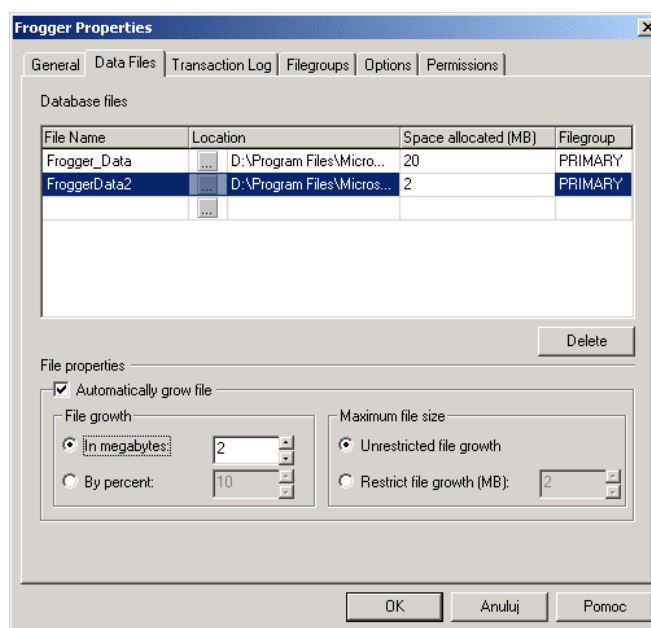 Frogger Properties
General Data Files Transaction Log Filegroups Options Permissions
Database files
File Name Location Space allocated (MB) Filegroup
Frogger_Data ... D:\Program Files\Micro... 20 PRIMARY
FroggerData2 ... D:\Program Files\Micros... 2 PRIMARY
...
Delete
File properties
Automatically grow file
File growth Maximum file size
In megabytes: 2 Unrestricted file growth
By percent: 10 Restrict file growth (MB): 2
OK Anuluj Pomoc